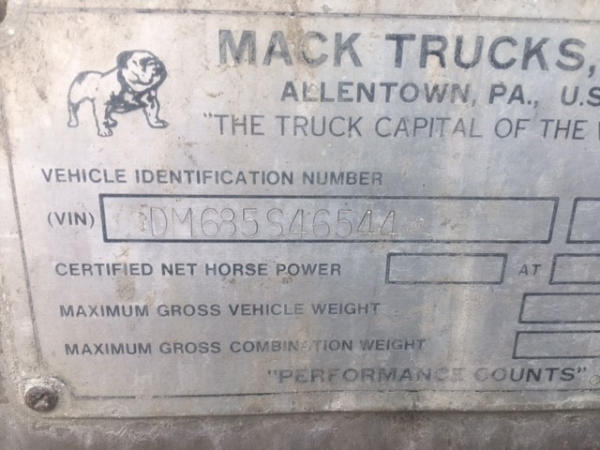 MACK TRUCKS,
ALLENTOWN, PA., U.S
"THE TRUCK CAPITAL OF THE
VEHICLE IDENTIFICATION NUMBER
(VIN) DM685S46544
CERTIFIED NET HORSE POWER AT
MAXIMUM GROSS VEHICLE WEIGHT
MAXIMUM GROSS COMBINATION WEIGHT
"PERFORMANCE COUNTS"